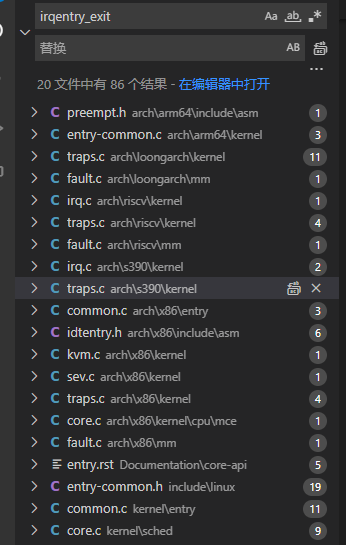 irqentry_exit Aa ab .*
替换 AB
...
20 文件中有 86 个结果 - 在编辑器中打开
C preempt.h arch\arm64\include\asm 1
C entry-common.c arch\arm64\kernel 3
C traps.c arch\loongarch\kernel 11
C fault.c arch\loongarch\mm 1
C irq.c arch\riscv\kernel 1
C traps.c arch\riscv\kernel 4
C fault.c arch\riscv\mm 1
C irq.c arch\s390\kernel 2
C traps.c arch\s390\kernel
C common.c arch\x86\entry 3
C idtentry.h arch\x86\include\asm 6
C kvm.c arch\x86\kernel 1
C sev.c arch\x86\kernel 1
C traps.c arch\x86\kernel 4
C core.c arch\x86\kernel\cpu\mce 1
C fault.c arch\x86\mm 1
entry.rst Documentation\core-api 5
C entry-common.h include\linux 19
C common.c kernel\entry 11
C core.c kernel\sched 9